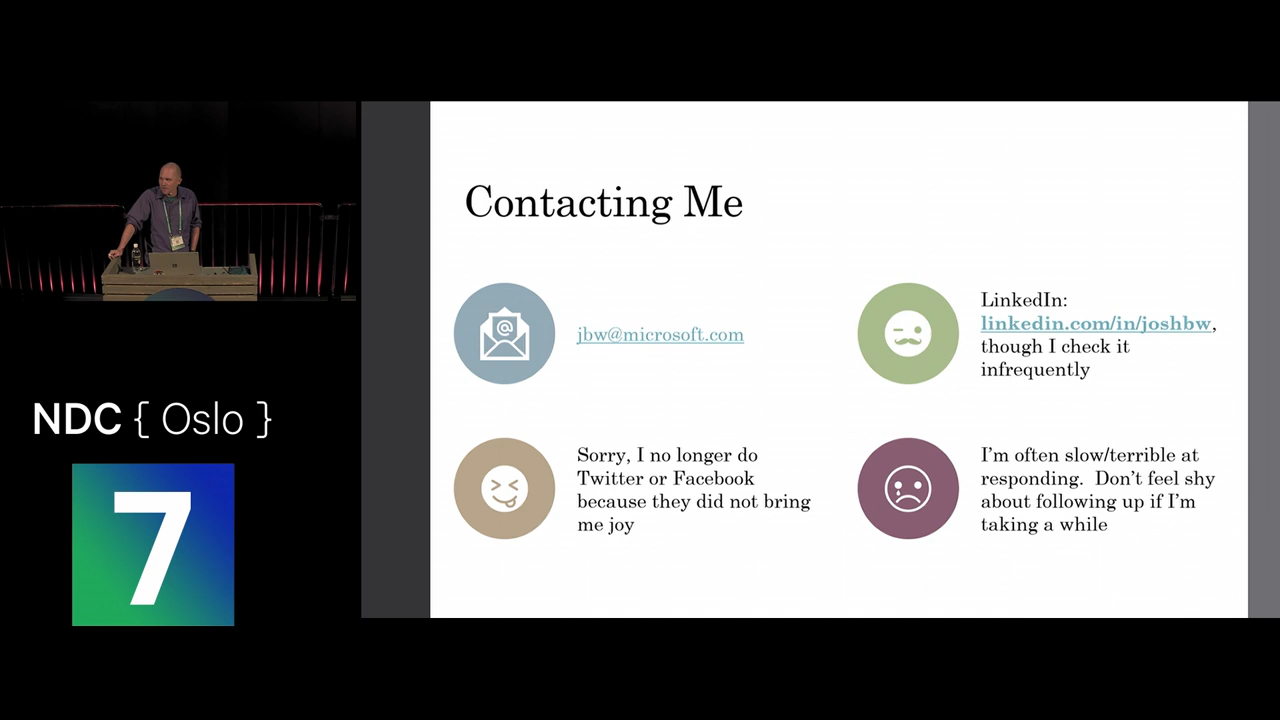 Contacting Me
jbw@microsoft.com
LinkedIn:
linkedin.com/in/joshbw,
though I check it
infrequently
Sorry, I no longer do
Twitter or Facebook
because they did not bring
me joy
I'm often slow/terrible at
responding.  Don't feel shy
about following up if I'm
taking a while
NDC { Oslo }
7